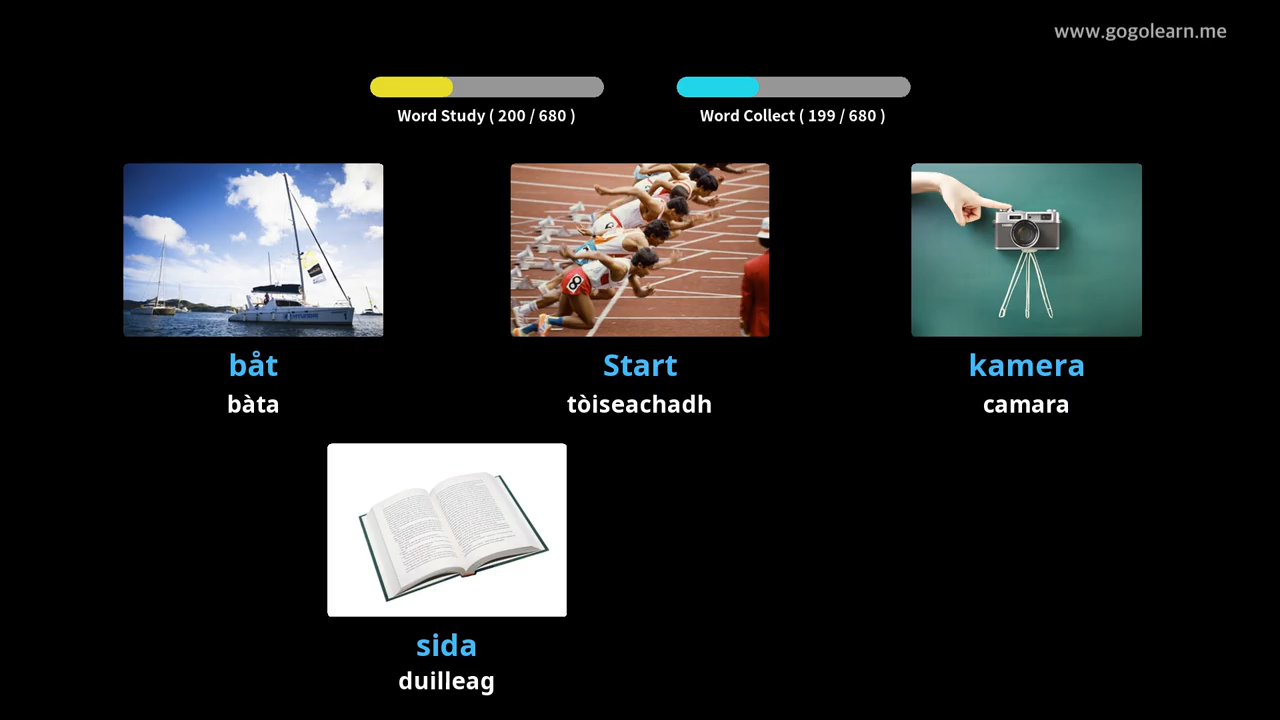 www.gogolearn.me
Word Study ( 200 / 680 )
Word Collect ( 199 / 680 )
båt
bàta
Start
tòiseachadh
kamera
camara
sida
duilleag